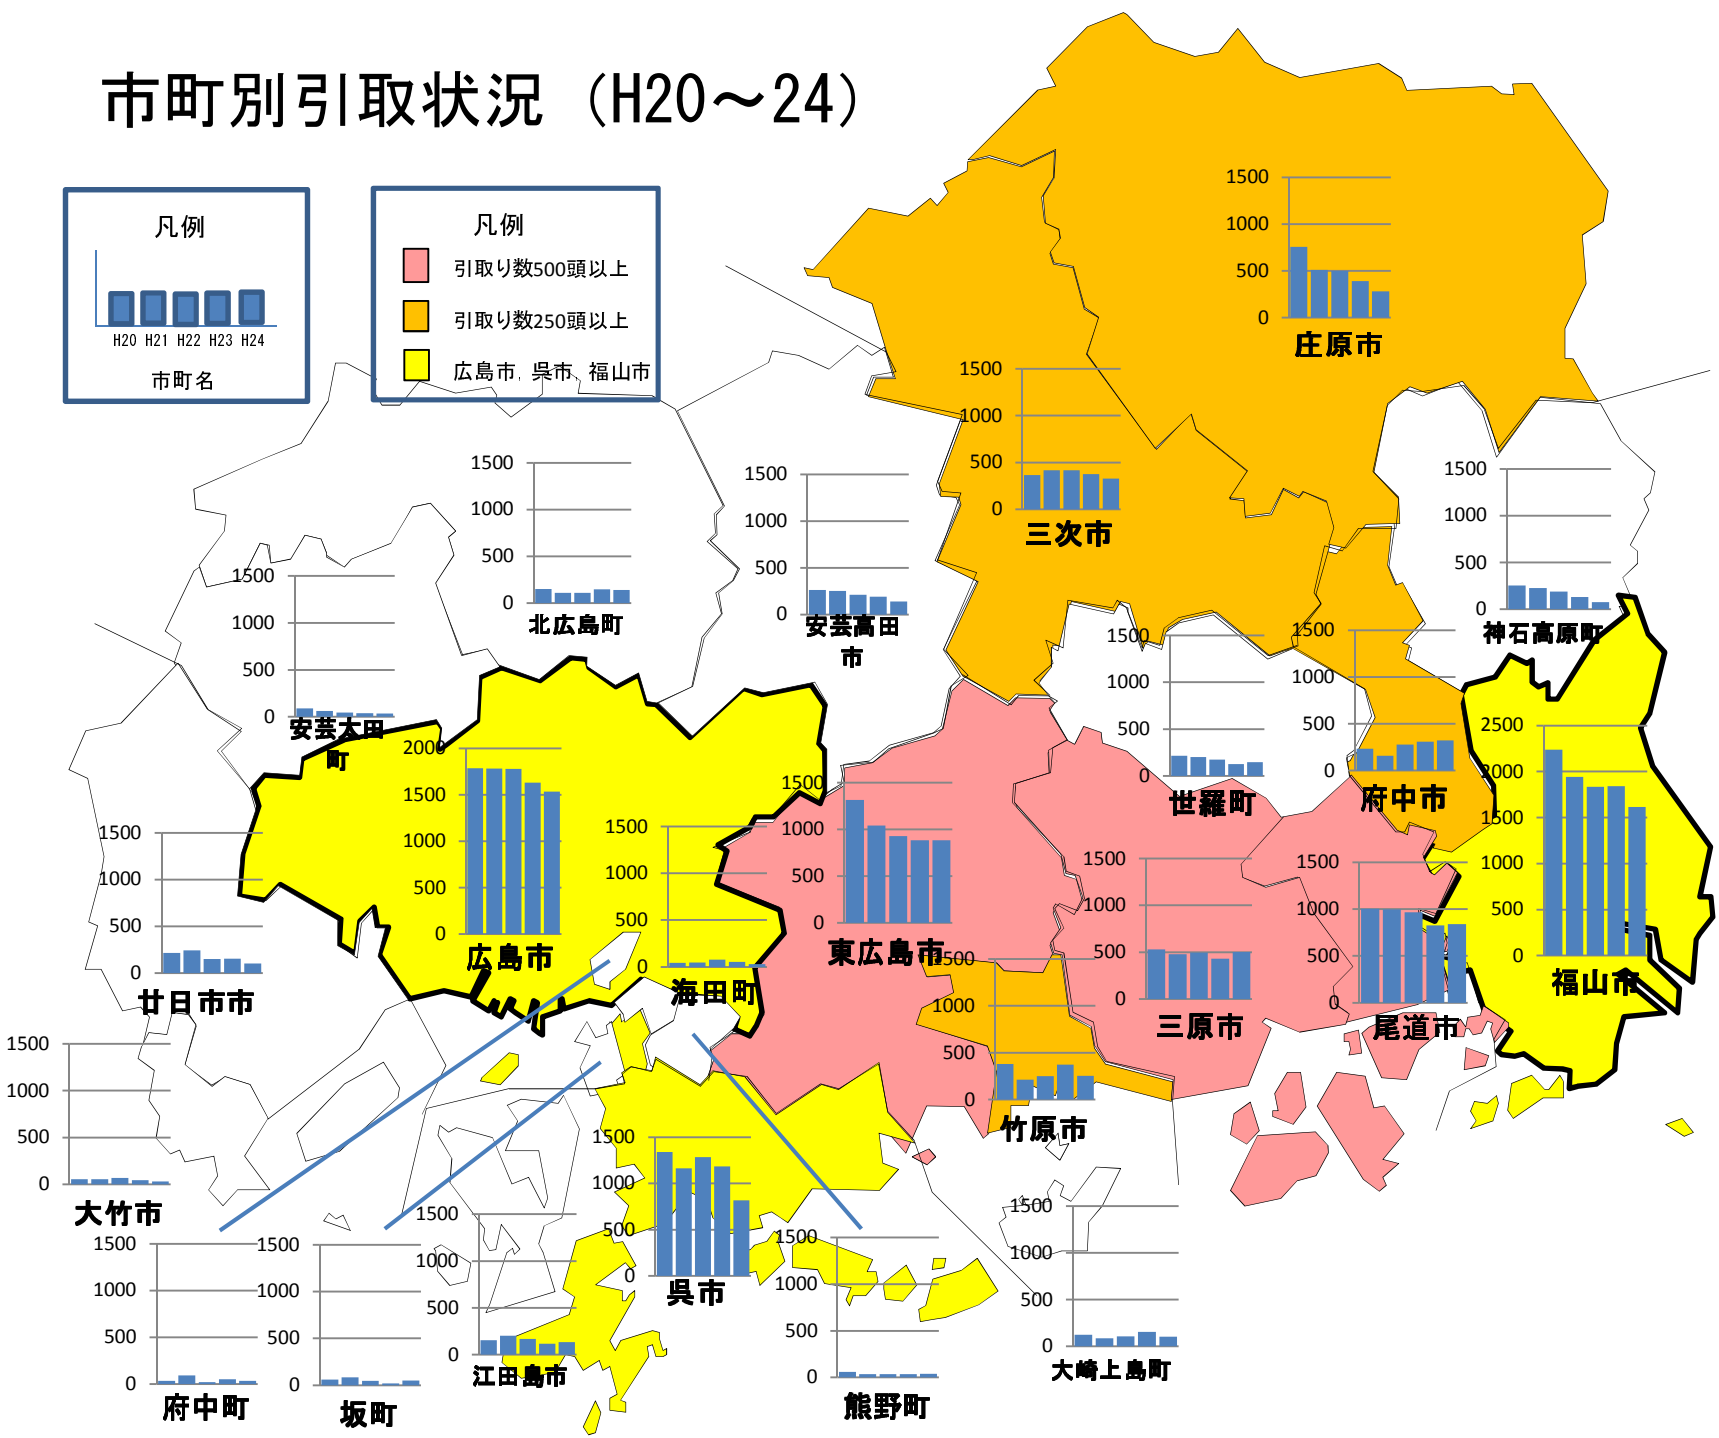 市町別引取状況（H20～24）
凡例
H20 H21 H22 H23 H24
市町名
凡例
引取り数500頭以上
引取り数250頭以上
広島市，呉市，福山市
1500
1000
500
0
庄原市
1500
1000
500
0
三次市
1500
1000
500
0
北広島町
1500
1000
500
0
安芸高田
市
1500
1000
500
0
神石高原町
1500
1000
500
0
安芸太田
町
1500
1000
500
0
世羅町
1500
1000
500
0
府中市
2000
1500
1000
500
0
広島市
1500
1000
500
0
海田町
1500
1000
500
0
東広島市
2500
2000
1500
1000
500
0
福山市
1500
1000
500
0
廿日市市
1500
1000
500
0
三原市
1500
1000
500
0
尾道市
1500
1000
500
0
竹原市
1500
1000
500
0
大竹市
1500
1000
500
0
呉市
1500
1000
500
0
府中町
1500
1000
500
0
坂町
1500
1000
500
0
江田島市
1500
1000
500
0
熊野町
1500
1000
500
0
大崎上島町